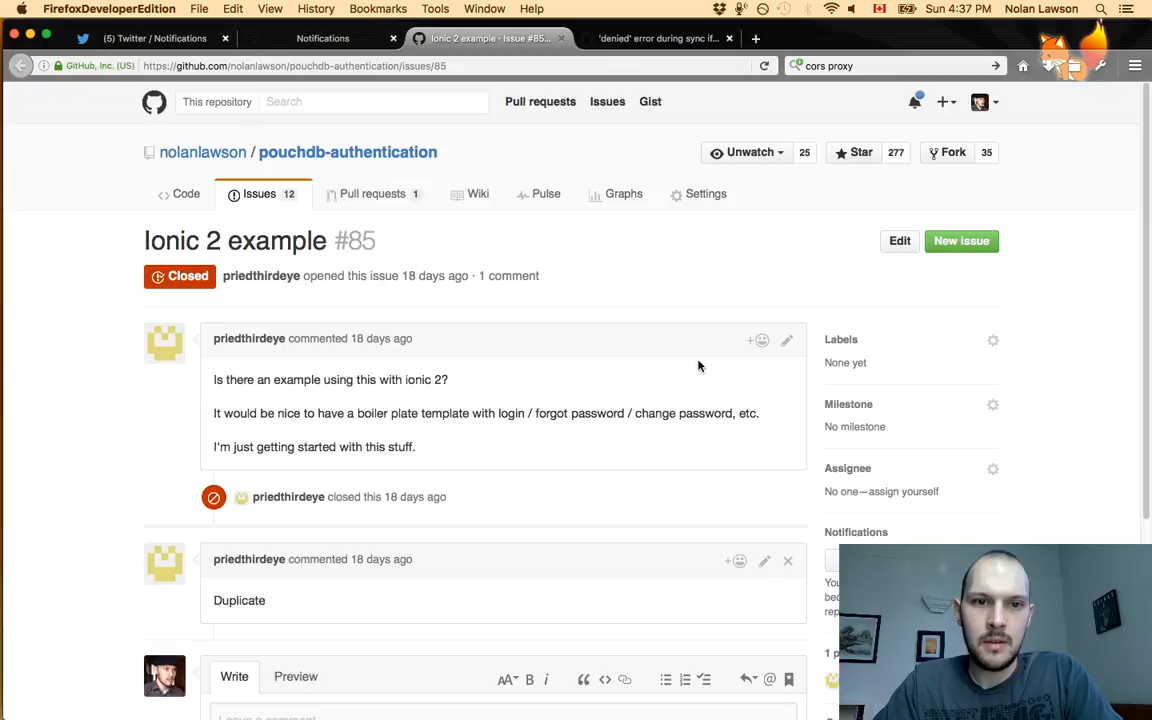 FirefoxDeveloperEdition File Edit View History Bookmarks Tools Window Help Sun 4:37 PM Nolan Lawson
(5) Twitter / Notifications Notifications Ionic 2 example · Issue #85... 'denied' error during sync if...
GitHub, Inc. (US) https://github.com/nolanlawson/pouchdb-authentication/issues/85 cors proxy
This repository Search Pull requests Issues Gist
nolanlawson / pouchdb-authentication Unwatch 25 Star 277 Fork 35
Code Issues 12 Pull requests 1 Wiki Pulse Graphs Settings
Ionic 2 example #85 Edit New issue
Closed priedthirdeye opened this issue 18 days ago · 1 comment
priedthirdeye commented 18 days ago
Is there an example using this with ionic 2?
It would be nice to have a boiler plate template with login / forgot password / change password, etc.
I'm just getting started with this stuff.
priedthirdeye closed this 18 days ago
priedthirdeye commented 18 days ago
Duplicate
Write Preview AA B i
Leave a comment
Labels
None yet
Milestone
No milestone
Assignee
No one—assign yourself
Notifications
You
bec
rep
1 p